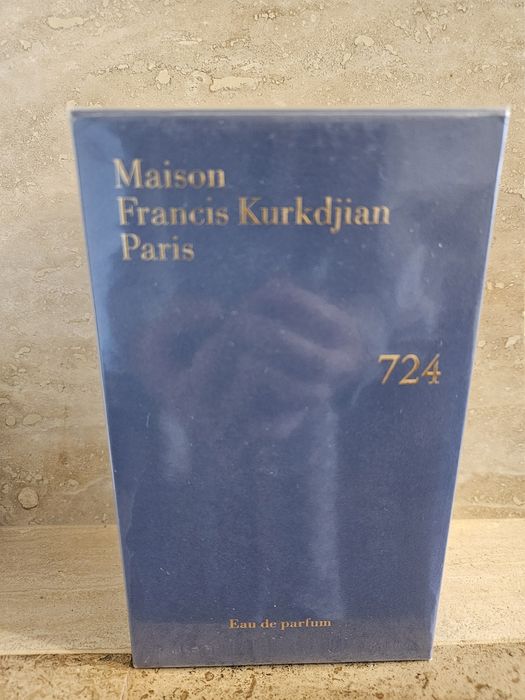 Maison
Francis Kurkdjian
Paris
724
Eau de parfum